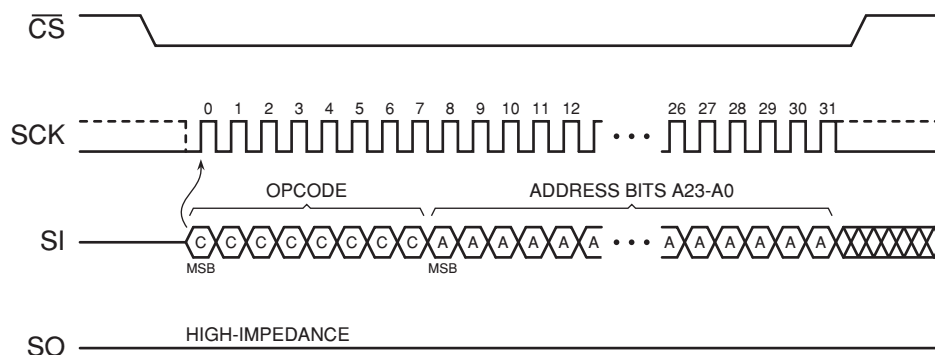 CS
0 1 2 3 4 5 6 7 8 9 10 11 12 26 27 28 29 30 31
SCK
OPCODE ADDRESS BITS A23-A0
SI C C C C C C C C A A A A A A A A A A A A
MSB MSB
HIGH-IMPEDANCE
SO